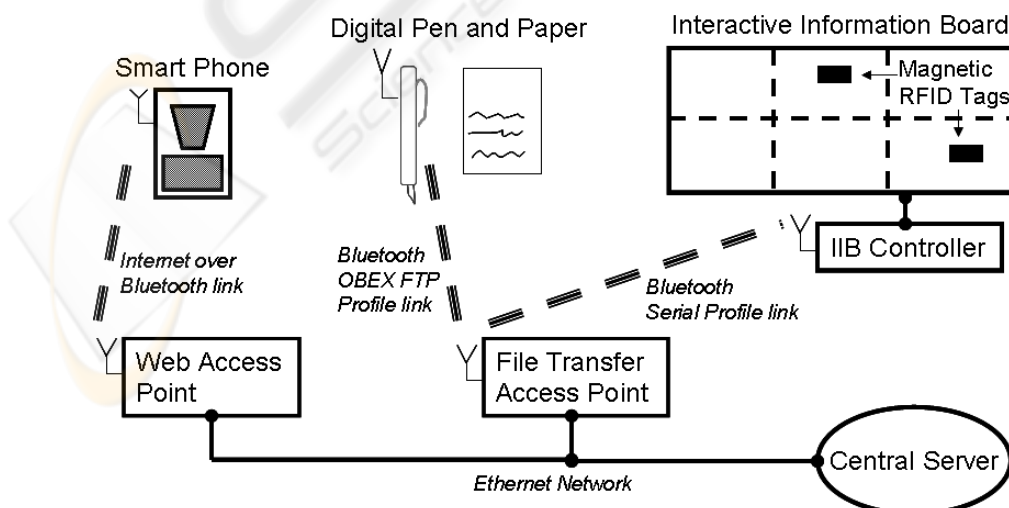 Digital Pen and Paper
Interactive Information Board
Smart Phone
Magnetic
RFID Tags
Internet over
Bluetooth link
Bluetooth
OBEX FTP
Profile link
Bluetooth
Serial Profile link
IIB Controller
Web Access
Point
File Transfer
Access Point
Ethernet Network
Central Server